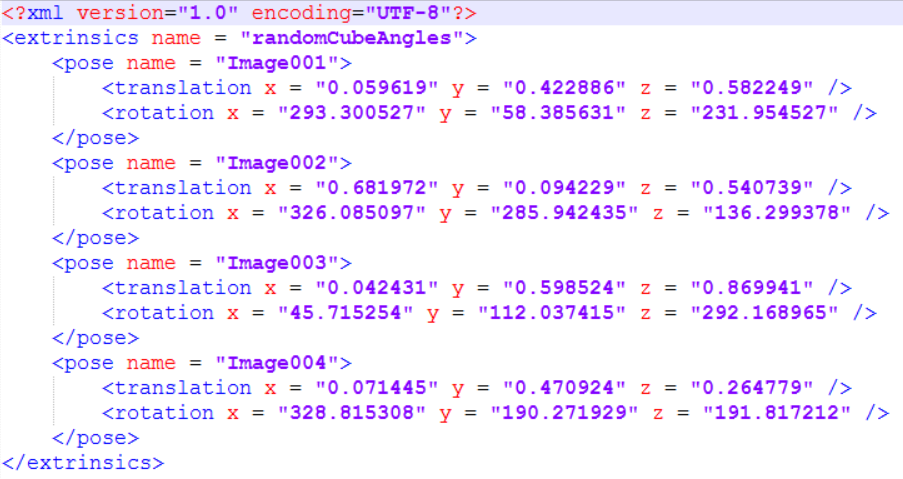 <?xml version="1.0" encoding="UTF-8"?>
<extrinsics name = "randomCubeAngles">
    <pose name = "Image001">
        <translation x = "0.059619" y = "0.422886" z = "0.582249" />
        <rotation x = "293.300527" y = "58.385631" z = "231.954527" />
    </pose>
    <pose name = "Image002">
        <translation x = "0.681972" y = "0.094229" z = "0.540739" />
        <rotation x = "326.085097" y = "285.942435" z = "136.299378" />
    </pose>
    <pose name = "Image003">
        <translation x = "0.042431" y = "0.598524" z = "0.869941" />
        <rotation x = "45.715254" y = "112.037415" z = "292.168965" />
    </pose>
    <pose name = "Image004">
        <translation x = "0.071445" y = "0.470924" z = "0.264779" />
        <rotation x = "328.815308" y = "190.271929" z = "191.817212" />
    </pose>
</extrinsics>